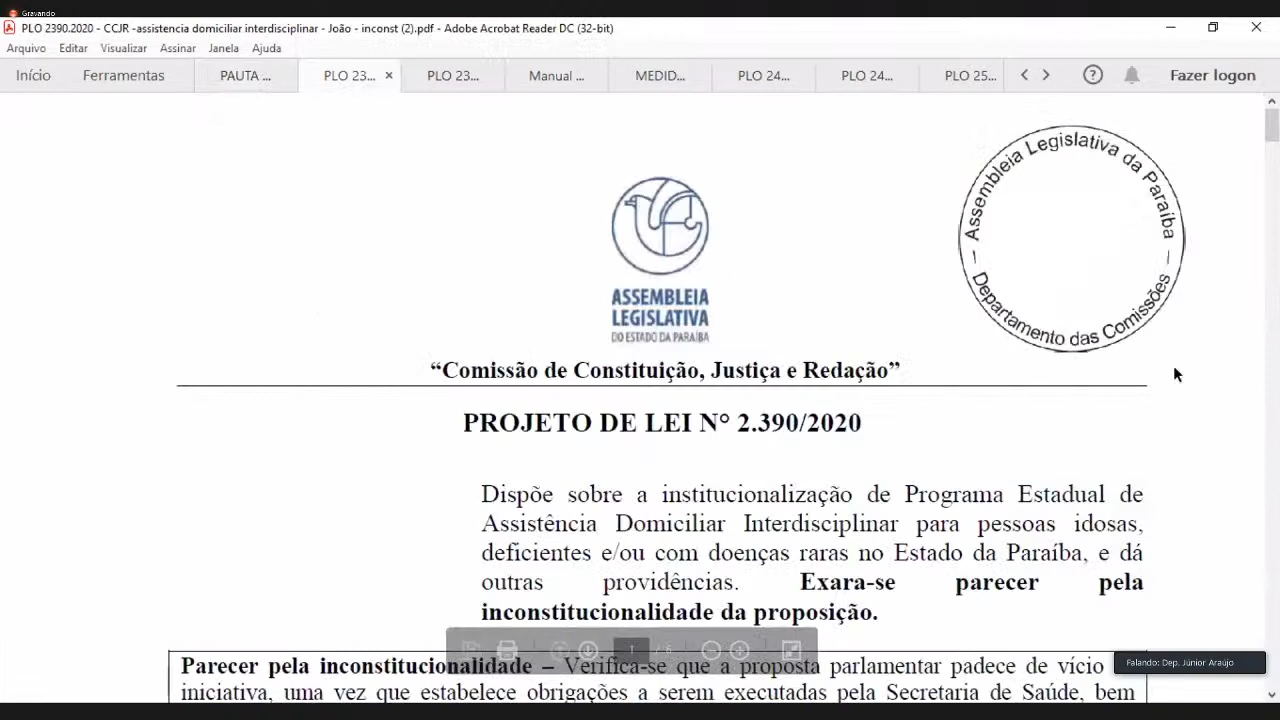 Gravando
PLO 2390.2020 - CCJR -assistencia domiciliar interdisciplinar - João - inconst (2).pdf - Adobe Acrobat Reader DC (32-bit)
Arquivo Editar Visualizar Assinar Janela Ajuda
Início Ferramentas PAUTA ... PLO 23... × PLO 23... Manual ... MEDID... PLO 24... PLO 24... PLO 25... Fazer logon
Assembleia Legislativa da Paraíba
— Departamento das Comissões —
ASSEMBLEIA
LEGISLATIVA
DO ESTADO DA PARAÍBA
“Comissão de Constituição, Justiça e Redação”
PROJETO DE LEI N° 2.390/2020
Dispõe sobre a institucionalização de Programa Estadual de
Assistência Domiciliar Interdisciplinar para pessoas idosas,
deficientes e/ou com doenças raras no Estado da Paraíba, e dá
outras providências. Exara-se parecer pela
inconstitucionalidade da proposição.
1 / 6
Parecer pela inconstitucionalidade – Verifica-se que a proposta parlamentar padece de vício
iniciativa, uma vez que estabelece obrigações a serem executadas pela Secretaria de Saúde, bem
Falando: Dep. Júnior Araújo